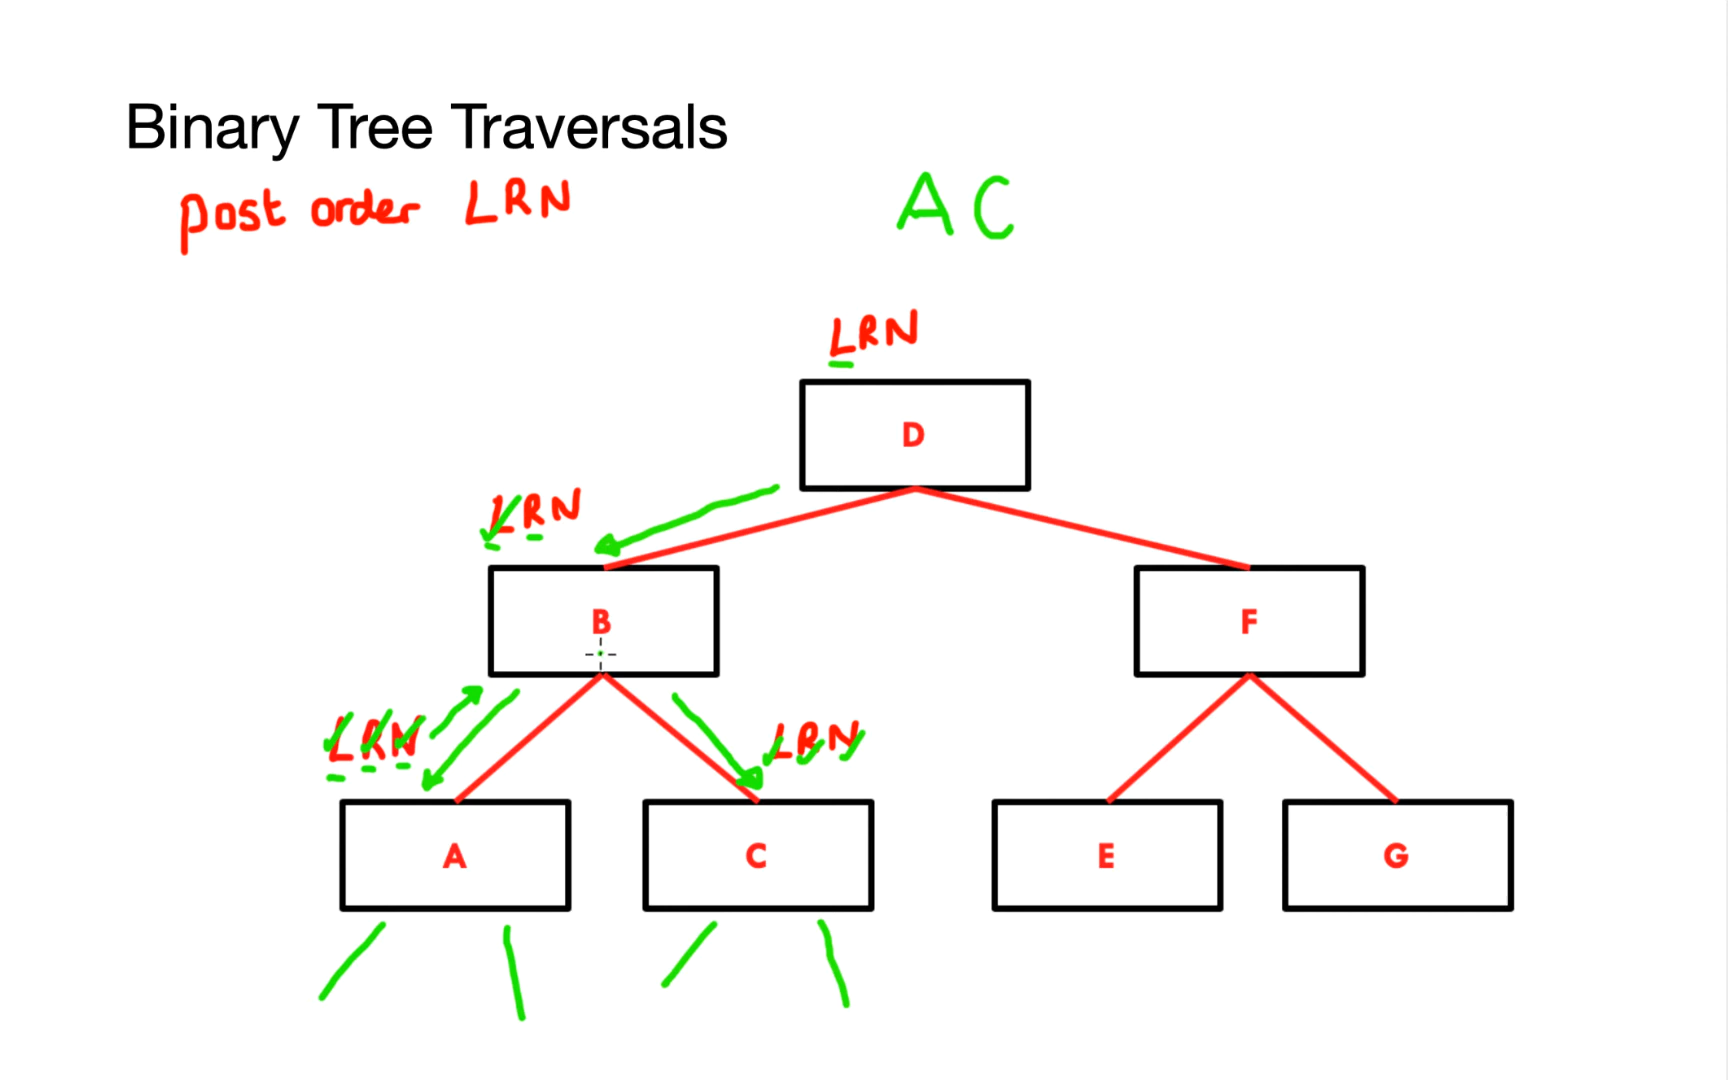 Binary Tree Traversals
post order LRN
A C
LRN
D
LRN
B
F
LRN
LRN
A
C
E
G